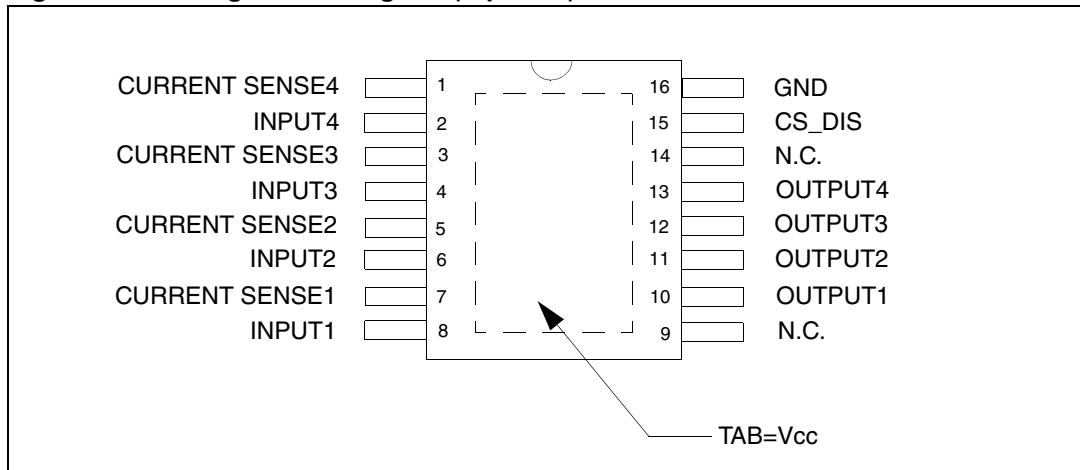 CURRENT SENSE4 1 16 GND
INPUT4 2 15 CS_DIS
CURRENT SENSE3 3 14 N.C.
INPUT3 4 13 OUTPUT4
CURRENT SENSE2 5 12 OUTPUT3
INPUT2 6 11 OUTPUT2
CURRENT SENSE1 7 10 OUTPUT1
INPUT1 8 9 N.C.
TAB=Vcc